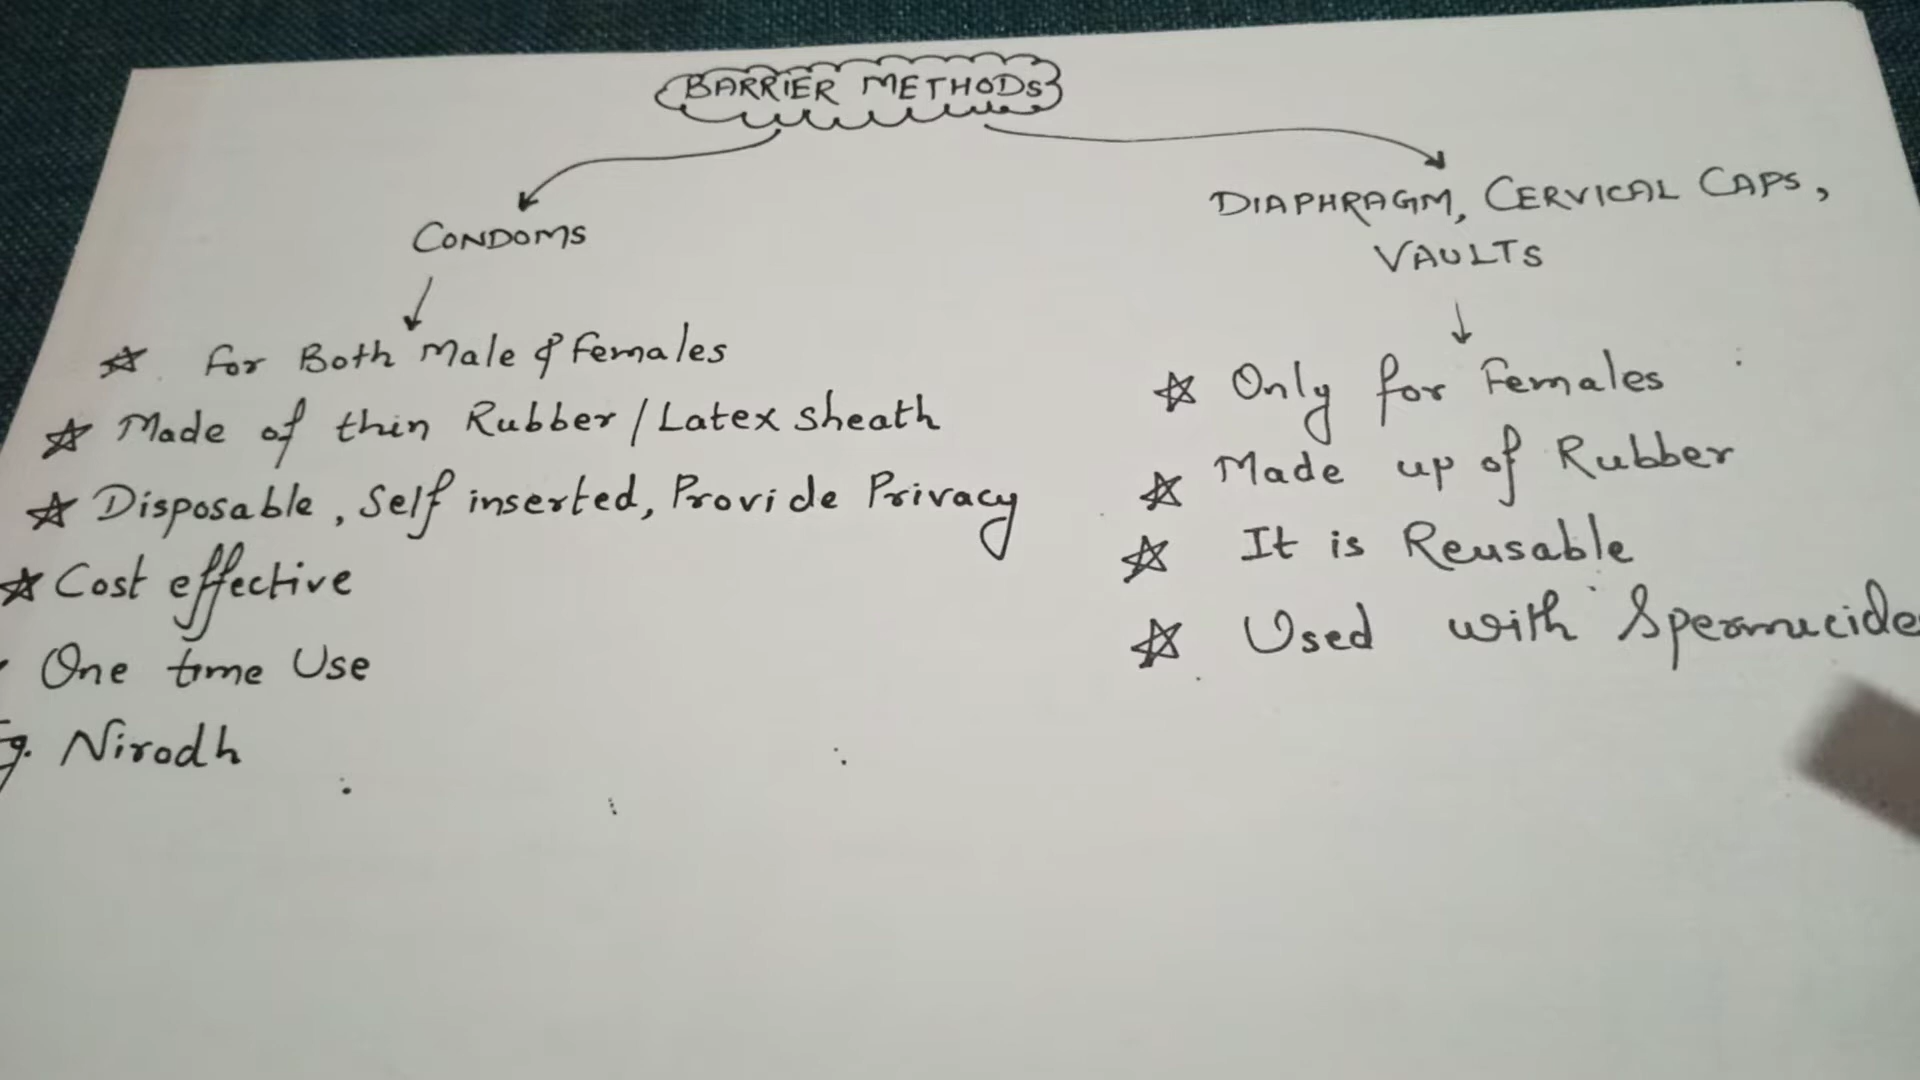 BARRIER METHODS
CONDOMS
For Both Male & Females
Made of thin Rubber / Latex sheath
Disposable, Self inserted, Provide Privacy
Cost effective
One time Use
Eg. Nirodh
DIAPHRAGM, CERVICAL CAPS,
VAULTS
Only for Females
Made up of Rubber
It is Reusable
Used with Spermucide